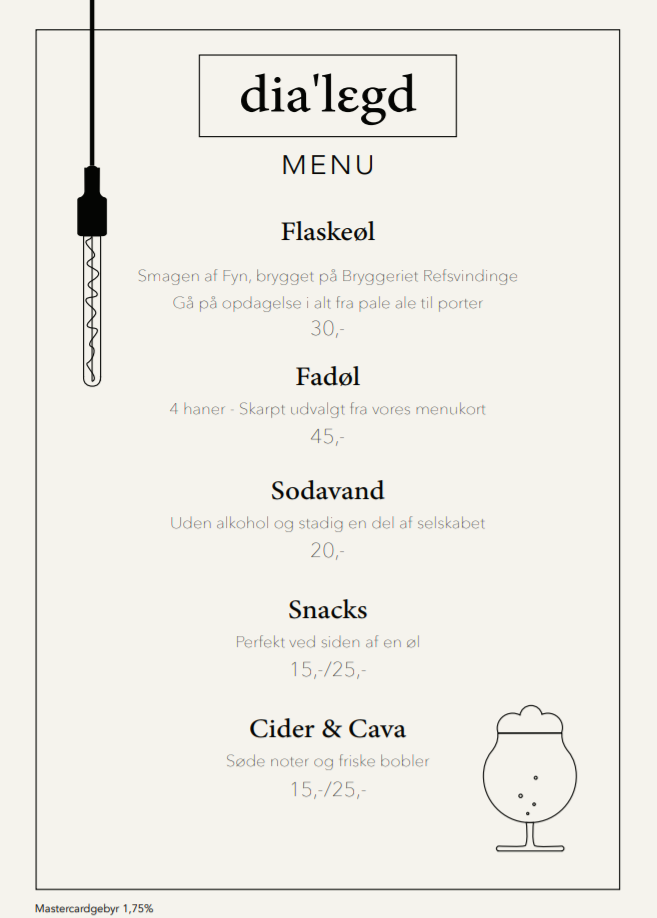 dia'lɛgd
MENU
Flaskeøl
Smagen af Fyn, brygget på Bryggeriet Refsvindinge
Gå på opdagelse i alt fra pale ale til porter
30,-
Fadøl
4 haner - Skarpt udvalgt fra vores menukort
45,-
Sodavand
Uden alkohol og stadig en del af selskabet
20,-
Snacks
Perfekt ved siden af en øl
15,-/25,-
Cider & Cava
Søde noter og friske bobler
15,-/25,-
Mastercardgebyr 1,75%